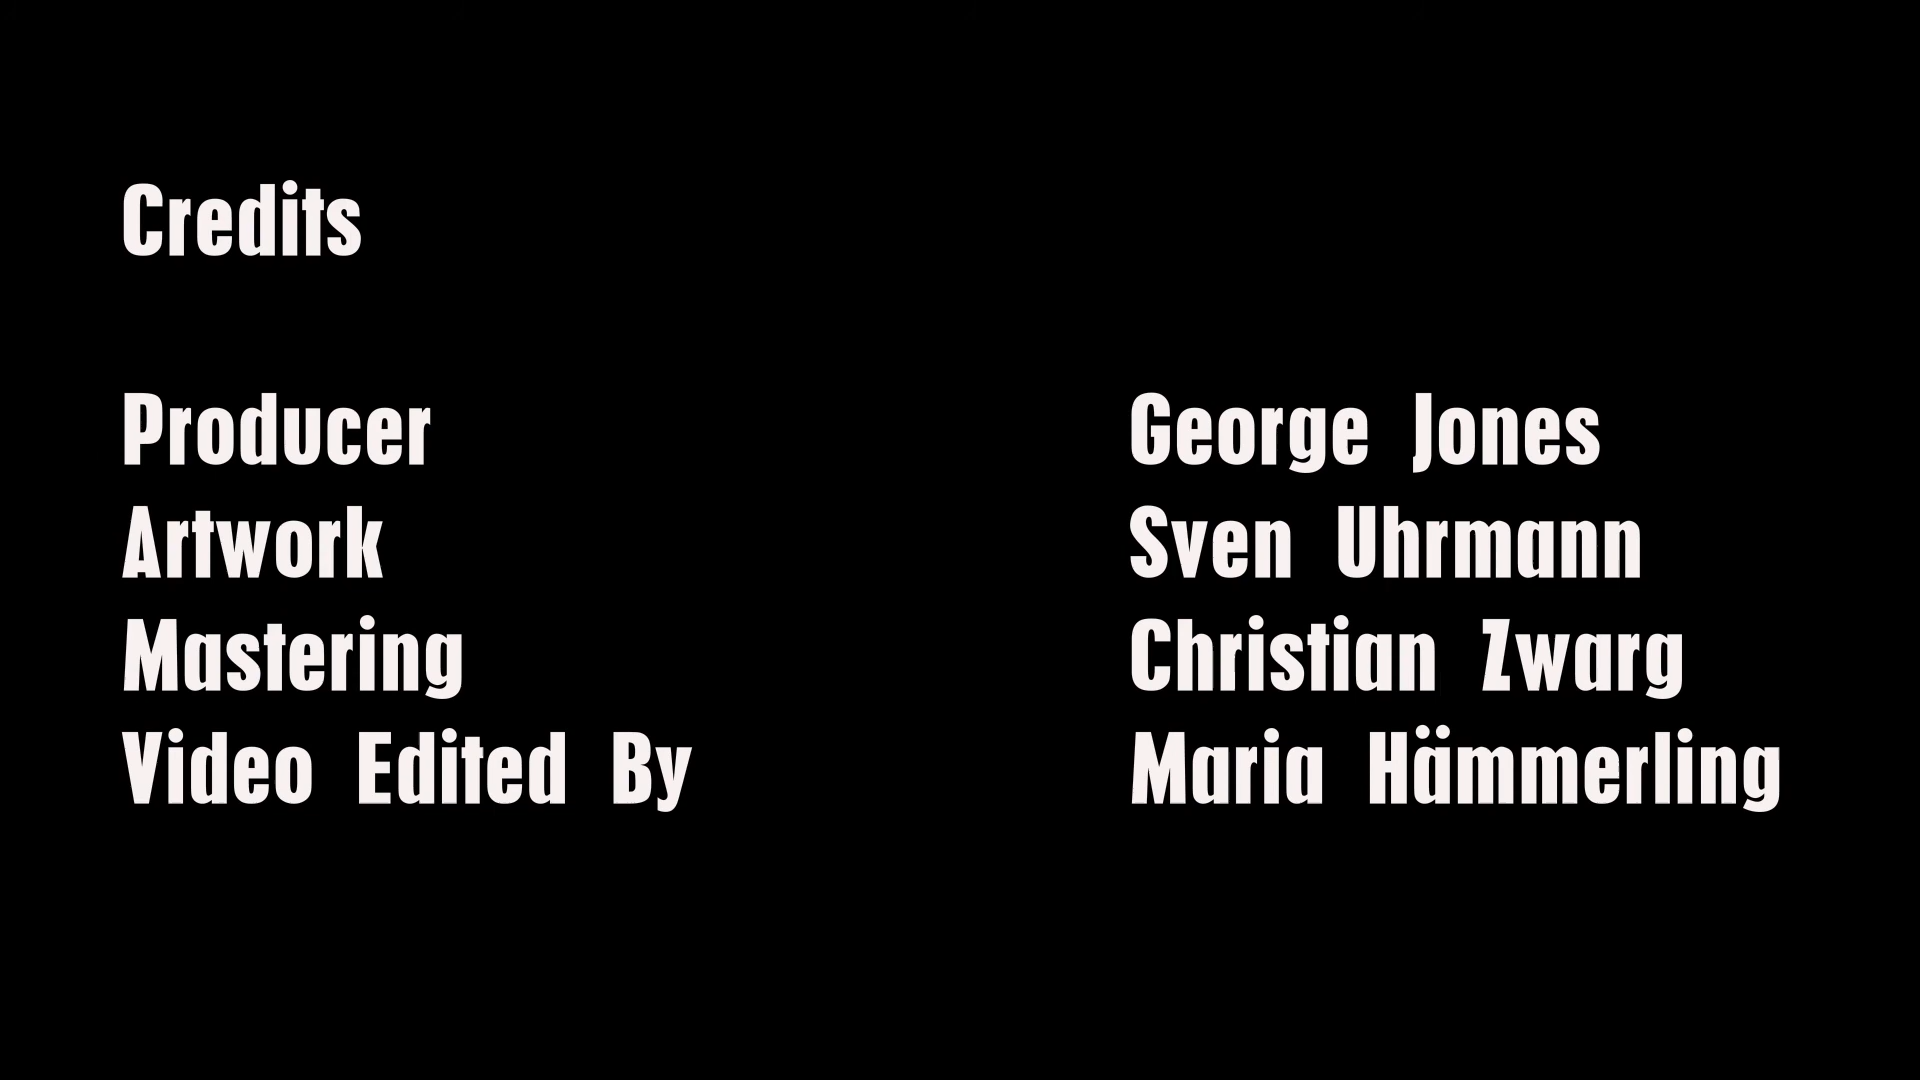 Credits
Producer George Jones
Artwork Sven Uhrmann
Mastering Christian Zwarg
Video Edited By Maria Hämmerling